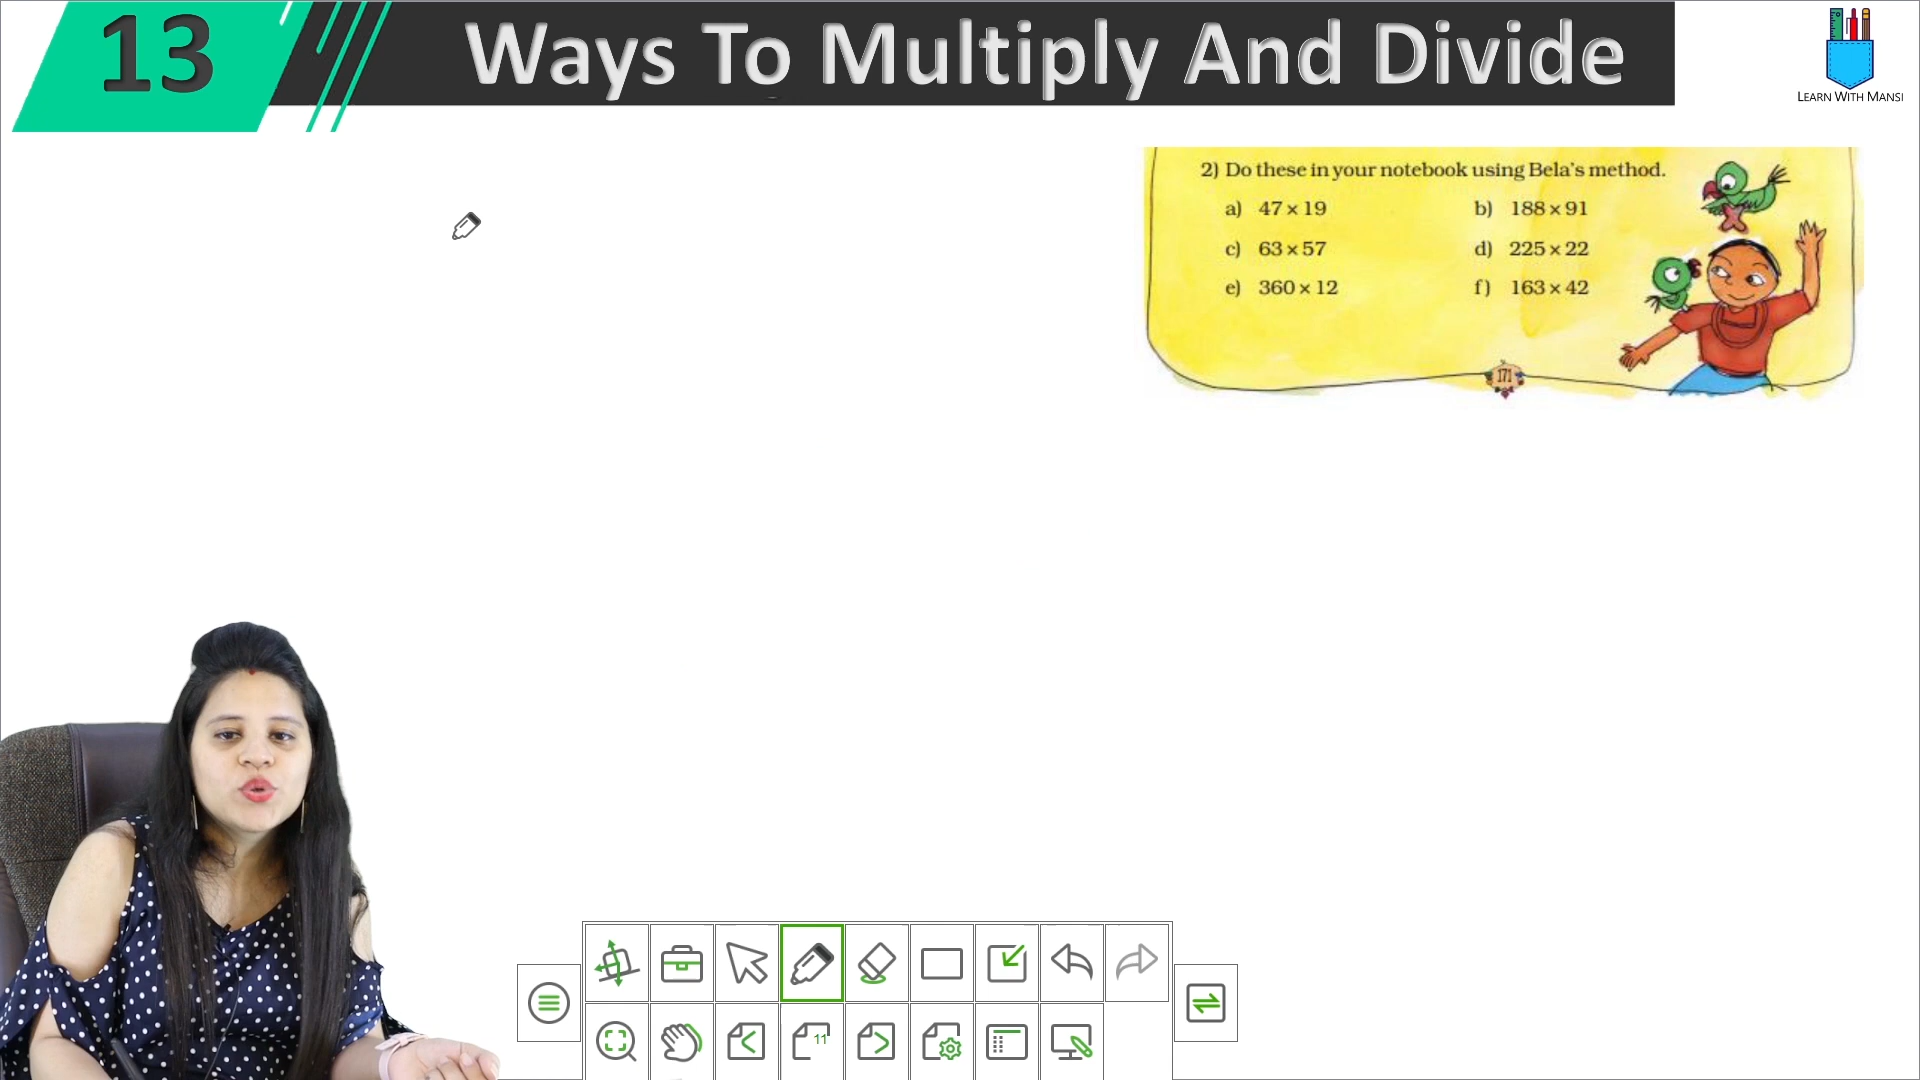 13
Ways To Multiply And Divide
LEARN WITH MANSI
2) Do these in your notebook using Bela's method.
a) 47 × 19 b) 188 × 91
c) 63 × 57 d) 225 × 22
e) 360 × 12 f) 163 × 42
171
11